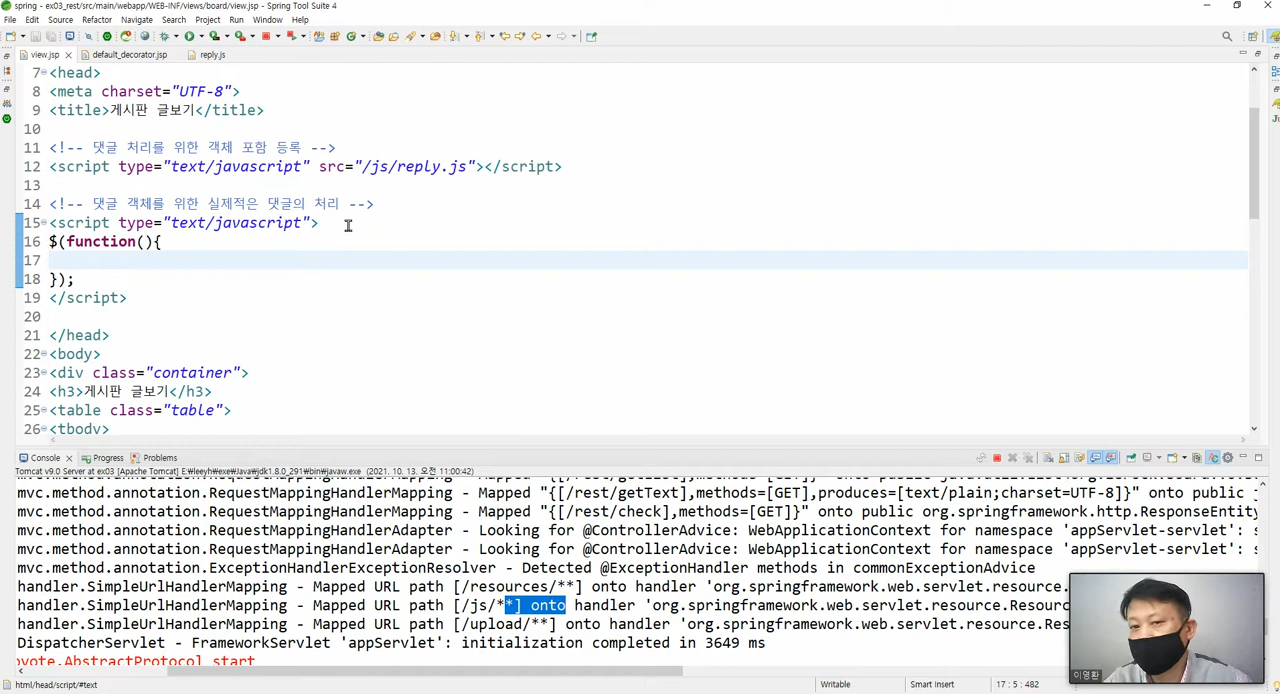 spring - ex03_rest/src/main/webapp/WEB-INF/views/board/view.jsp - Spring Tool Suite 4
File Edit Source Refactor Navigate Search Project Run Window Help
view.jsp default_decorator.jsp reply.js
7 <head>
8 <meta charset="UTF-8">
9 <title>게시판 글보기</title>
10
11 <!-- 댓글 처리를 위한 객체 포함 등록 -->
12 <script type="text/javascript" src="/js/reply.js"></script>
13
14 <!-- 댓글 객체를 위한 실제적은 댓글의 처리 -->
15 <script type="text/javascript">
16 $(function(){
17
18 });
19 </script>
20
21 </head>
22 <body>
23 <div class="container">
24 <h3>게시판 글보기</h3>
25 <table class="table">
26 <tbody>
Console Progress Problems
Tomcat v9.0 Server at ex03 [Apache Tomcat] E:₩leeyh₩exe₩Java₩jdk1.8.0_291₩bin₩javaw.exe (2021. 10. 13. 오전 11:00:42)
mvc.method.annotation.RequestMappingHandlerMapping - Mapped "{[/rest/getText],methods=[GET],produces=[text/plain;charset=UTF-8]}" onto public j
mvc.method.annotation.RequestMappingHandlerMapping - Mapped "{[/rest/check],methods=[GET]}" onto public org.springframework.http.ResponseEntity
mvc.method.annotation.RequestMappingHandlerAdapter - Looking for @ControllerAdvice: WebApplicationContext for namespace 'appServlet-servlet': s
mvc.method.annotation.RequestMappingHandlerAdapter - Looking for @ControllerAdvice: WebApplicationContext for namespace 'appServlet-servlet': s
mvc.method.annotation.ExceptionHandlerExceptionResolver - Detected @ExceptionHandler methods in commonExceptionAdvice
handler.SimpleUrlHandlerMapping - Mapped URL path [/resources/**] onto handler 'org.springframework.web.servlet.resource.
handler.SimpleUrlHandlerMapping - Mapped URL path [/js/**] onto handler 'org.springframework.web.servlet.resource.Resourc
handler.SimpleUrlHandlerMapping - Mapped URL path [/upload/**] onto handler 'org.springframework.web.servlet.resource.Res
DispatcherServlet - FrameworkServlet 'appServlet': initialization completed in 3649 ms
oyote.AbstractProtocol start
이영환
html/head/script/#text Writable Smart Insert 17 : 5 : 482